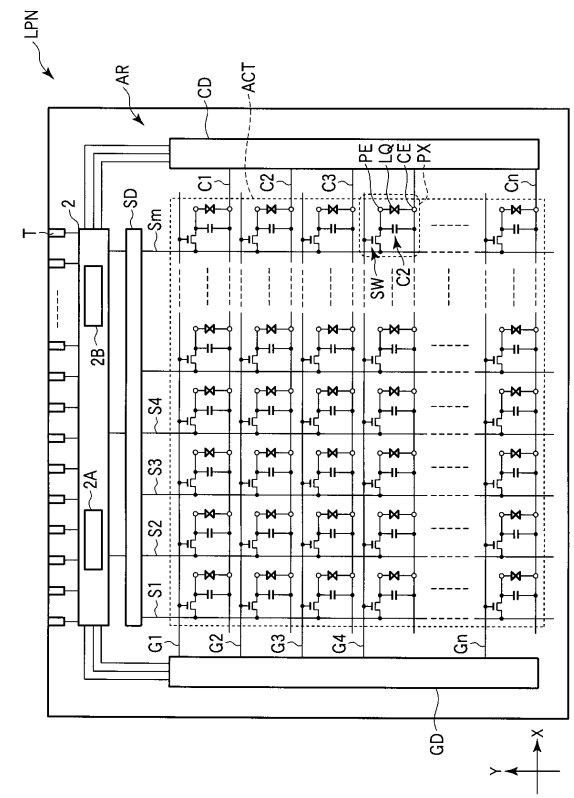 LPN
AR
ACT
CD
T
2
SD
Sm
C1
C2
C3
PE
LQ
CE
PX
Cn
2B
SW
C2
S4
S3
2A
S2
S1
G1
G2
G3
G4
Gn
GD
X
Y